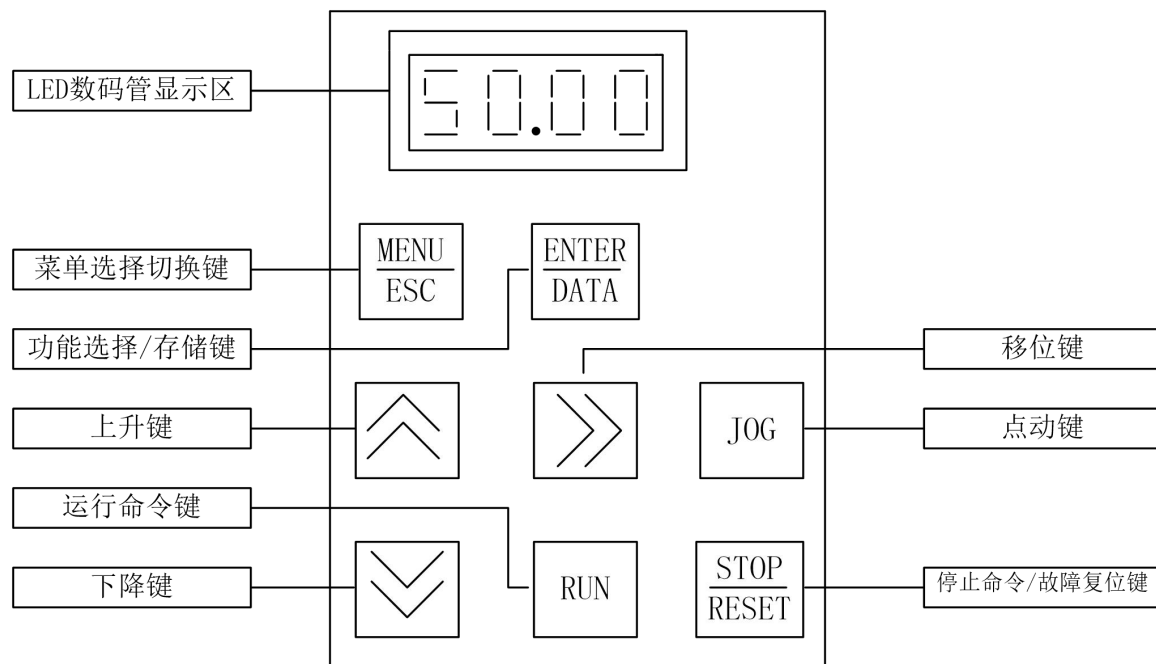 50.00
LED数码管显示区
MENU
ESC
ENTER
DATA
菜单选择切换键
功能选择/存储键
移位键
上升键
JOG
点动键
运行命令键
下降键
RUN
STOP
RESET
停止命令/故障复位键